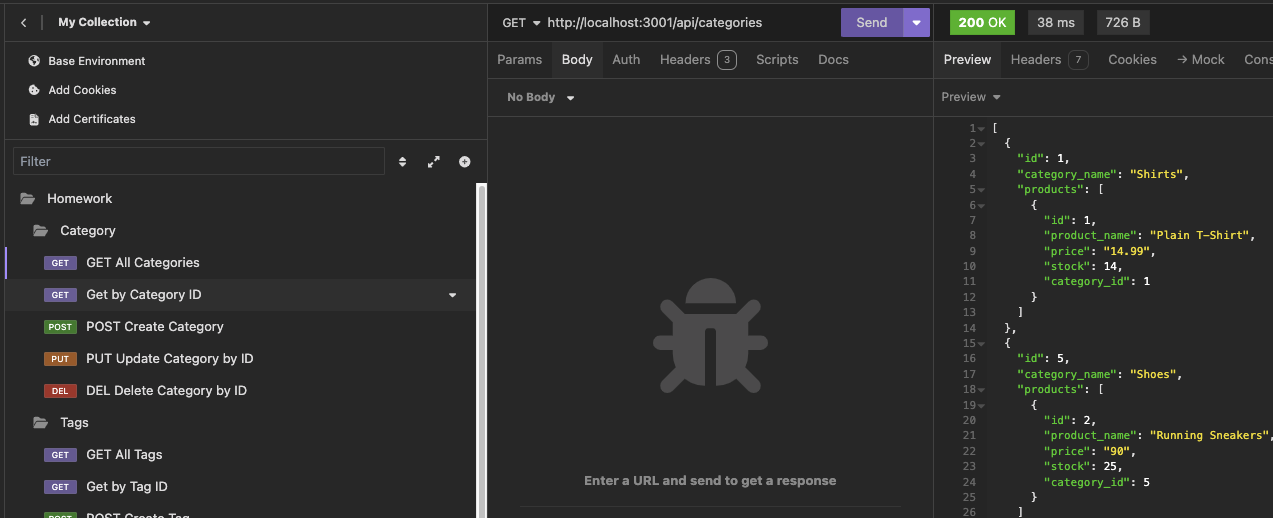 My Collection
Base Environment
Add Cookies
Add Certificates
Filter
Homework
Category
GET GET All Categories
GET Get by Category ID
POST POST Create Category
PUT PUT Update Category by ID
DEL DEL Delete Category by ID
Tags
GET GET All Tags
GET Get by Tag ID
POST POST Create Tag
GET http://localhost:3001/api/categories Send
Params Body Auth Headers 3 Scripts Docs
No Body
Enter a URL and send to get a response
200 OK 38 ms 726 B
Preview Headers 7 Cookies → Mock Cons
Preview
1 [
2 {
3 "id": 1,
4 "category_name": "Shirts",
5 "products": [
6 {
7 "id": 1,
8 "product_name": "Plain T-Shirt",
9 "price": "14.99",
10 "stock": 14,
11 "category_id": 1
12 }
13 ]
14 },
15 {
16 "id": 5,
17 "category_name": "Shoes",
18 "products": [
19 {
20 "id": 2,
21 "product_name": "Running Sneakers",
22 "price": "90",
23 "stock": 25,
24 "category_id": 5
25 }
26 ]